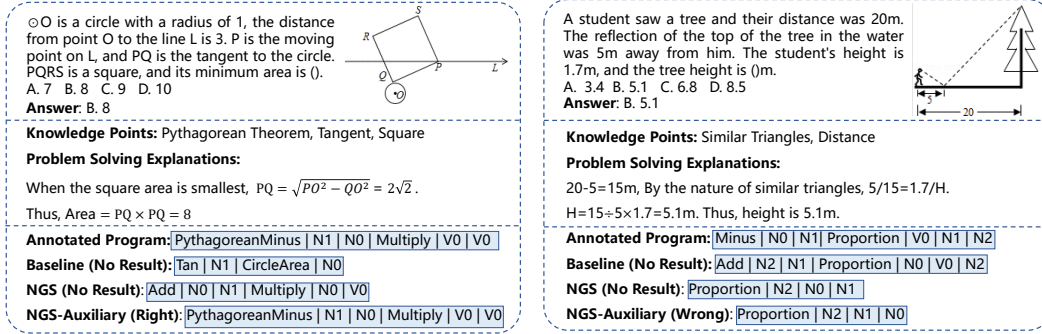 ⊙O is a circle with a radius of 1, the distance
from point O to the line L is 3. P is the moving
point on L, and PQ is the tangent to the circle.
PQRS is a square, and its minimum area is ().
A. 7 B. 8 C. 9 D. 10
Answer: B. 8
S
R
Q
P
L
O
Knowledge Points: Pythagorean Theorem, Tangent, Square
Problem Solving Explanations:
When the square area is smallest, PQ = √(PO² − QO²) = 2√2 .
Thus, Area = PQ × PQ = 8
Annotated Program: PythagoreanMinus | N1 | N0 | Multiply | V0 | V0
Baseline (No Result): Tan | N1 | CircleArea | N0
NGS (No Result): Add | N0 | N1 | Multiply | N0 | V0
NGS-Auxiliary (Right): PythagoreanMinus | N1 | N0 | Multiply | V0 | V0
A student saw a tree and their distance was 20m.
The reflection of the top of the tree in the water
was 5m away from him. The student's height is
1.7m, and the tree height is ()m.
A. 3.4 B. 5.1 C. 6.8 D. 8.5
Answer: B. 5.1
5
20
Knowledge Points: Similar Triangles, Distance
Problem Solving Explanations:
20-5=15m, By the nature of similar triangles, 5/15=1.7/H.
H=15÷5×1.7=5.1m. Thus, height is 5.1m.
Annotated Program: Minus | N0 | N1| Proportion | V0 | N1 | N2
Baseline (No Result): Add | N2 | N1 | Proportion | N0 | V0 | N2
NGS (No Result): Proportion | N2 | N0 | N1
NGS-Auxiliary (Wrong): Proportion | N2 | N1 | N0